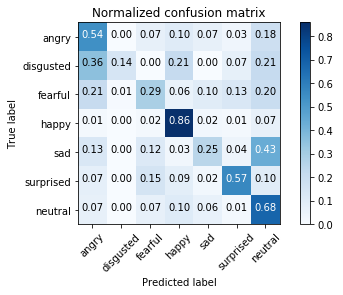 Normalized confusion matrix
True label
angry 0.54 0.00 0.07 0.10 0.07 0.03 0.18
disgusted 0.36 0.14 0.00 0.21 0.00 0.07 0.21
fearful 0.21 0.01 0.29 0.06 0.10 0.13 0.20
happy 0.01 0.00 0.02 0.86 0.02 0.01 0.07
sad 0.13 0.00 0.12 0.03 0.25 0.04 0.43
surprised 0.07 0.00 0.15 0.09 0.02 0.57 0.10
neutral 0.07 0.00 0.07 0.10 0.06 0.01 0.68
angry disgusted fearful happy sad surprised neutral
Predicted label
0.8
0.7
0.6
0.5
0.4
0.3
0.2
0.1
0.0